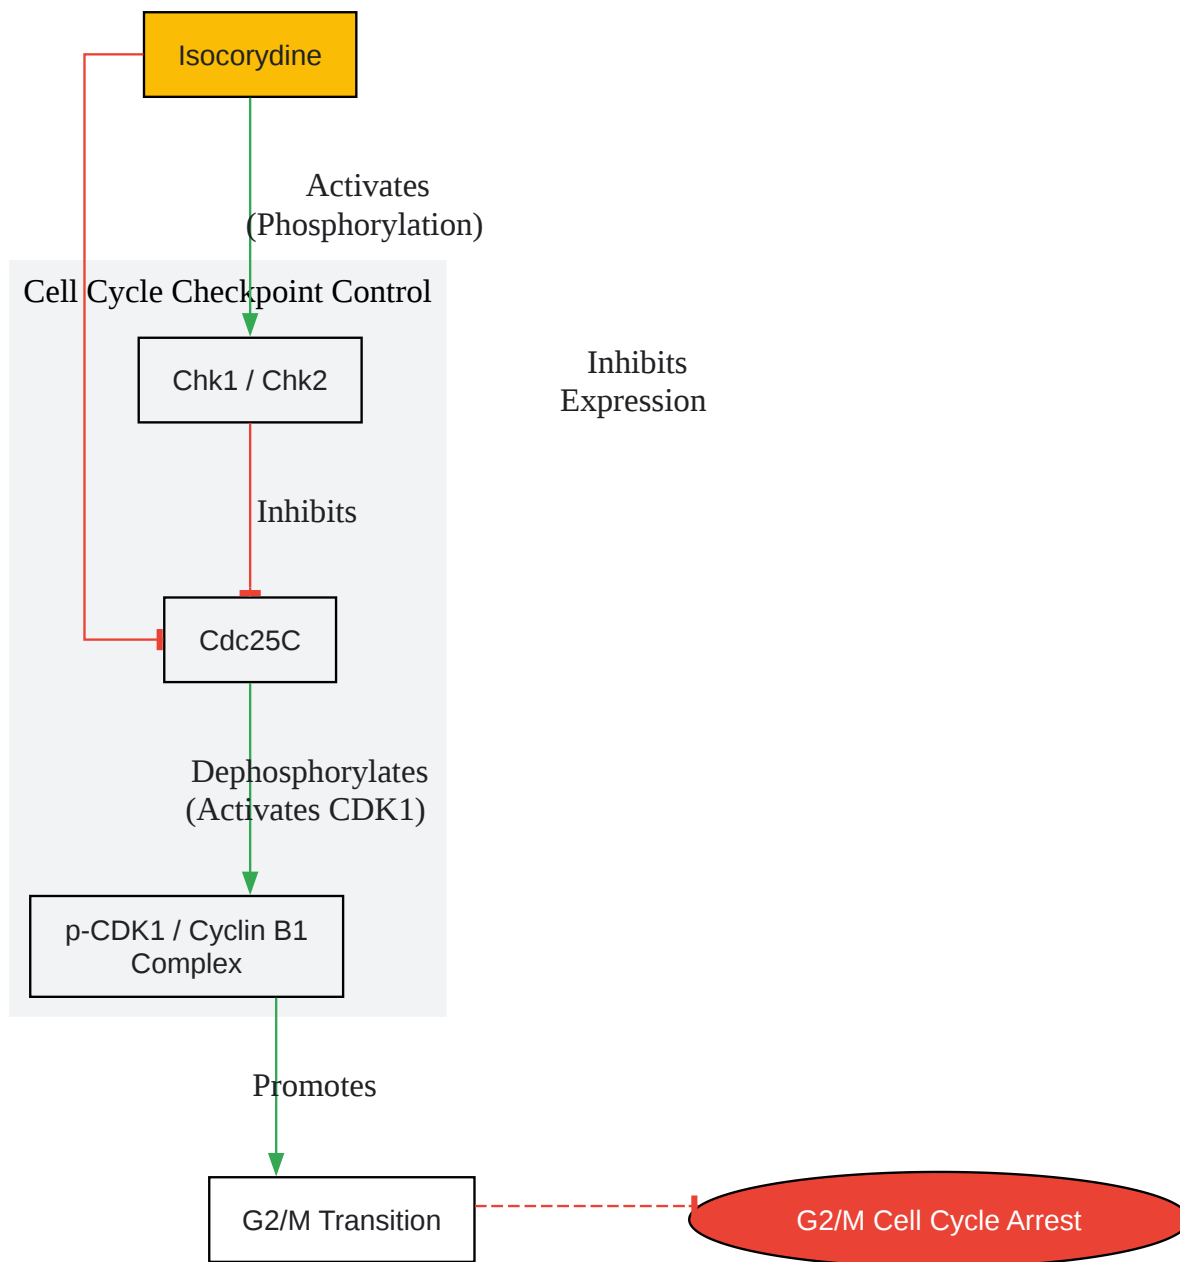 Isocorydine
Activates
(Phosphorylation)
Cell Cycle Checkpoint Control
Chk1 / Chk2
Inhibits
Expression
Inhibits
Cdc25C
Dephosphorylates
(Activates CDK1)
p-CDK1 / Cyclin B1
Complex
Promotes
G2/M Transition
G2/M Cell Cycle Arrest